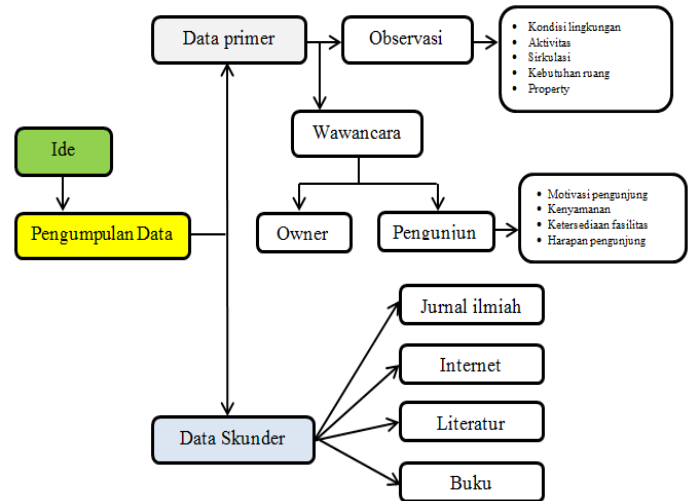 Data primer
Observasi
• Kondisi lingkungan
• Aktivitas
• Sirkulasi
• Kebutuhan ruang
• Property
Wawancara
Ide
Pengumpulan Data
Owner
Pengunjun
• Motivasi pengunjung
• Kenyamanan
• Ketersediaan fasilitas
• Harapan pengunjung
Jurnal ilmiah
Internet
Data Skunder
Literatur
Buku